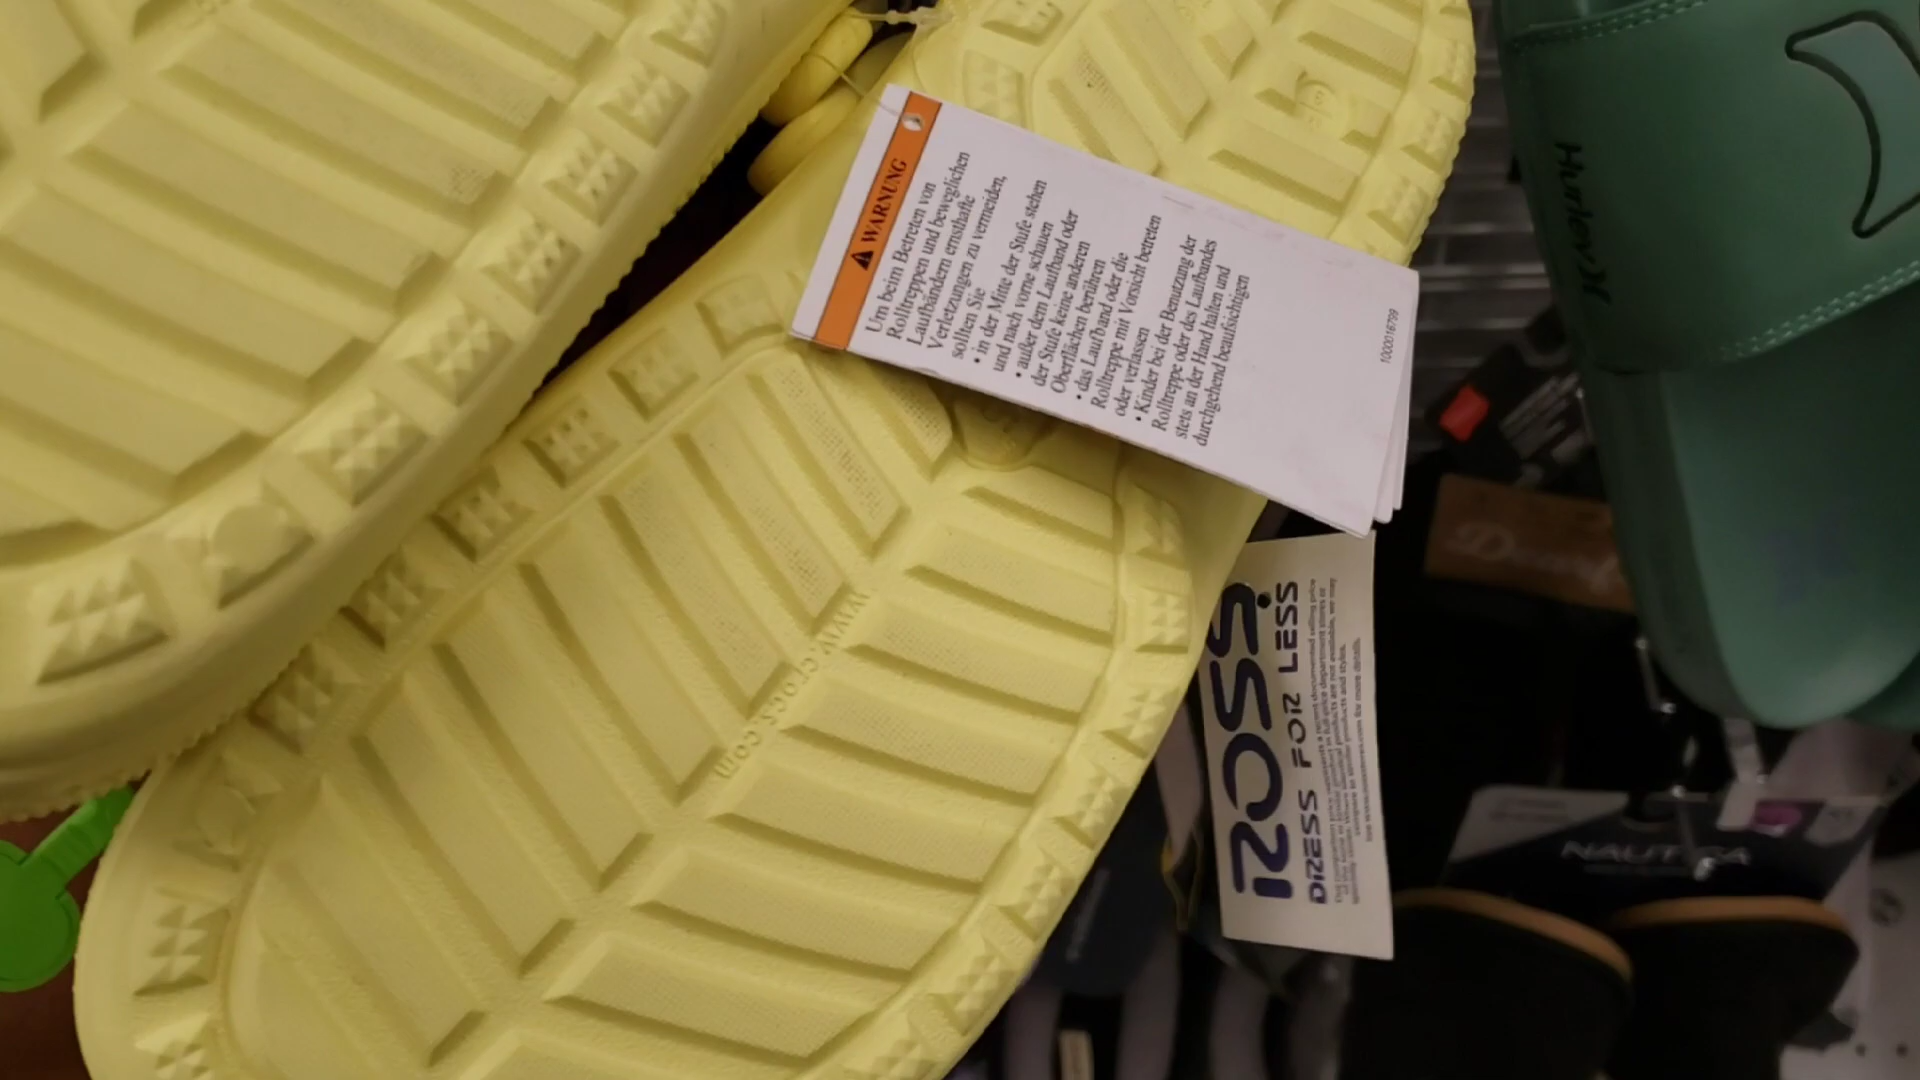 WARNUNG
Um beim Betreten von
Rolltreppen und beweglichen
Laufbändern ernsthafte
Verletzungen zu vermeiden,
sollten Sie
• in der Mitte der Stufe stehen
und nach vorne schauen
• außer dem Laufband oder
der Stufe keine anderen
Oberflächen berühren
• das Laufband oder die
Rolltreppe mit Vorsicht betreten
oder verlassen
• Kinder bei der Benutzung der
Rolltreppe oder des Laufbandes
stets an der Hand halten und
durchgehend beaufsichtigen
1000016799
www.crocs.com
ROSS
DRESS FOR LESS
Hurley
NAUTICA